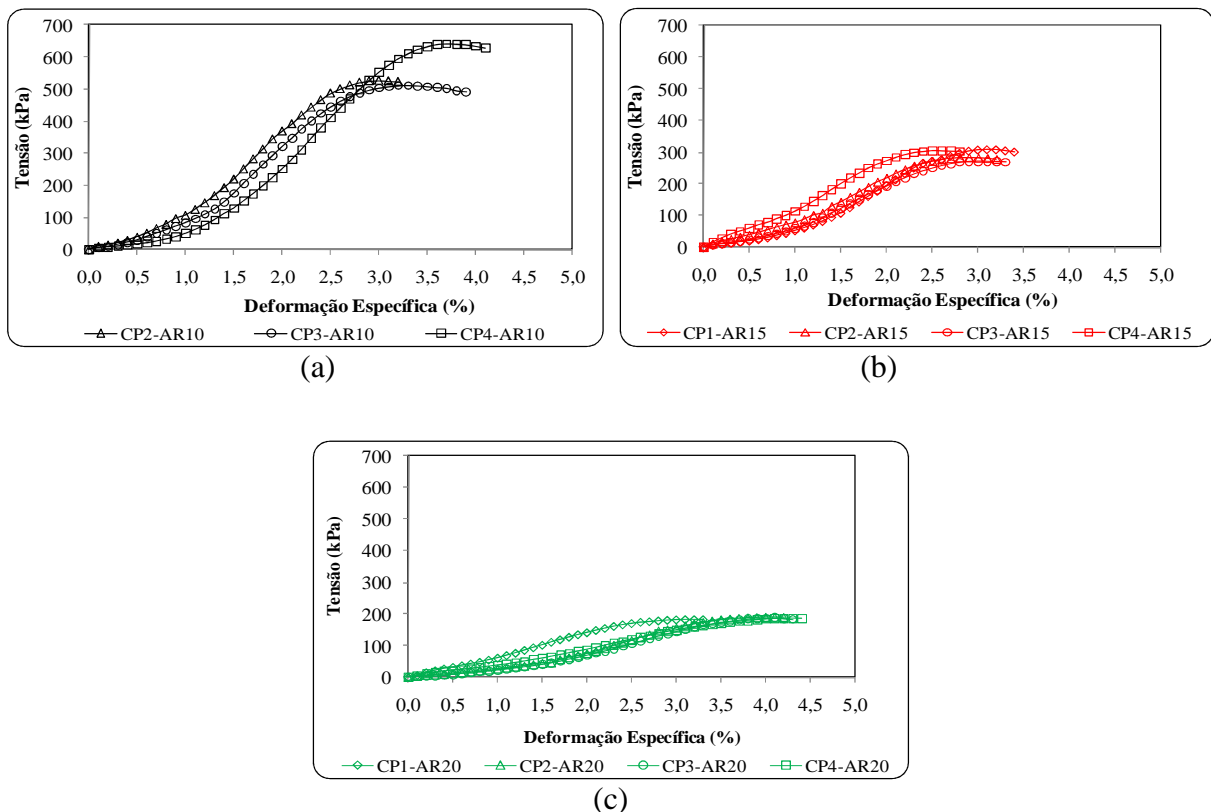 700
600
500
400
300
200
100
0
Tensão (kPa)
0,0 0,5 1,0 1,5 2,0 2,5 3,0 3,5 4,0 4,5 5,0
Deformação Específica (%)
CP2-AR10 CP3-AR10 CP4-AR10
(a)
700
600
500
400
300
200
100
0
Tensão (kPa)
0,0 0,5 1,0 1,5 2,0 2,5 3,0 3,5 4,0 4,5 5,0
Deformação Específica (%)
CP1-AR15 CP2-AR15 CP3-AR15 CP4-AR15
(b)
700
600
500
400
300
200
100
0
Tensão (kPa)
0,0 0,5 1,0 1,5 2,0 2,5 3,0 3,5 4,0 4,5 5,0
Deformação Específica (%)
CP1-AR20 CP2-AR20 CP3-AR20 CP4-AR20
(c)